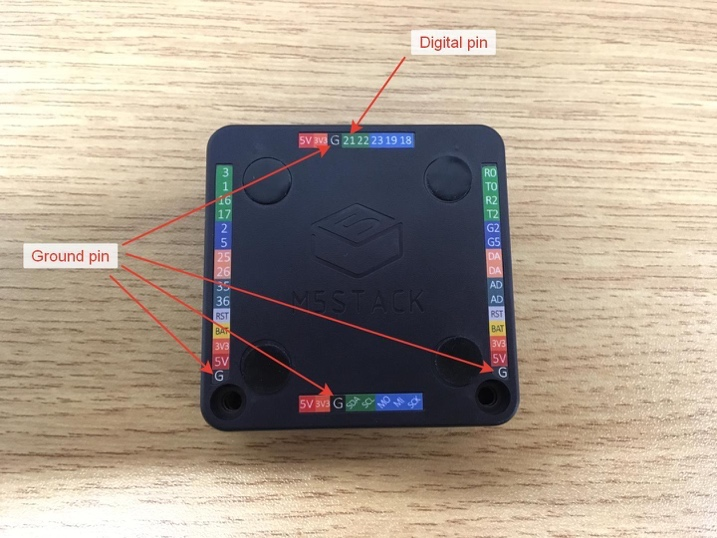 Digital pin
5V 3V3 G 21 22 23 19 18
3
1
16
17
2
5
25
26
35
36
RST
BAT
3V3
5V
G
R0
T0
R2
T2
G2
G5
DA
DA
AD
AD
RST
BAT
3V3
5V
G
Ground pin
M5STACK
5V 3V3 G SDA SCL MO MI SCK